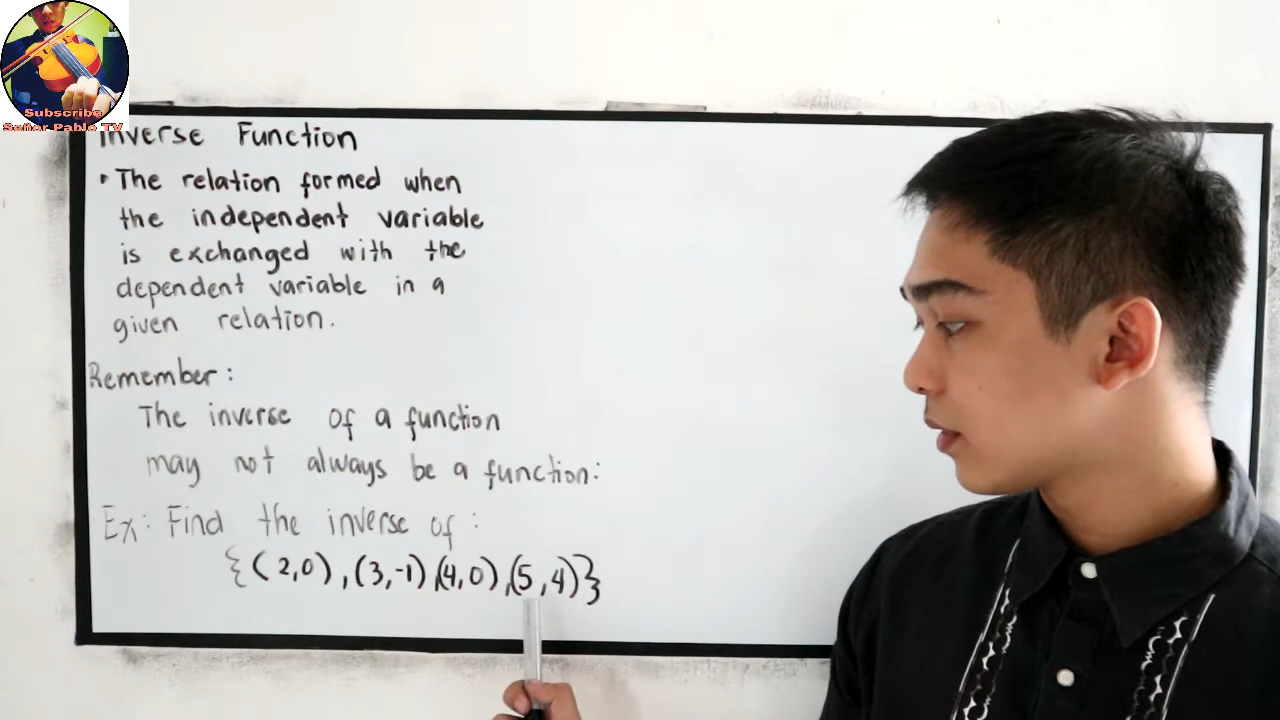 Subscribe
Señor Pablo TV
Inverse Function
• The relation formed when
the independent variable
is exchanged with the
dependent variable in a
given relation.
Remember:
The inverse of a function
may not always be a function:
Ex: Find the inverse of:
{(2,0),(3,-1),(4,0),(5,4)}